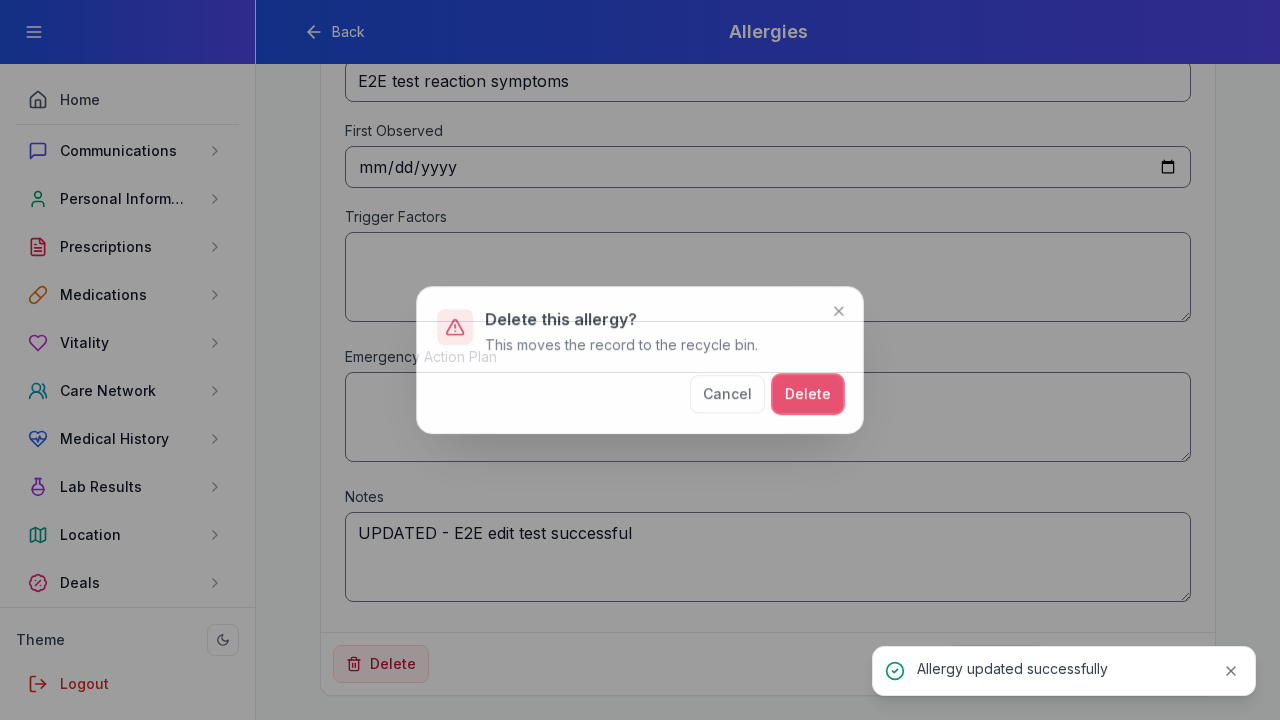 Back
Allergies
Home
Communications
Personal Inform...
Prescriptions
Medications
Vitality
Care Network
Medical History
Lab Results
Location
Deals
Theme
Logout
E2E test reaction symptoms
First Observed
mm/dd/yyyy
Trigger Factors
Delete this allergy?
This moves the record to the recycle bin.
Emergency Action Plan
Cancel
Delete
Notes
UPDATED - E2E edit test successful
Delete
Allergy updated successfully